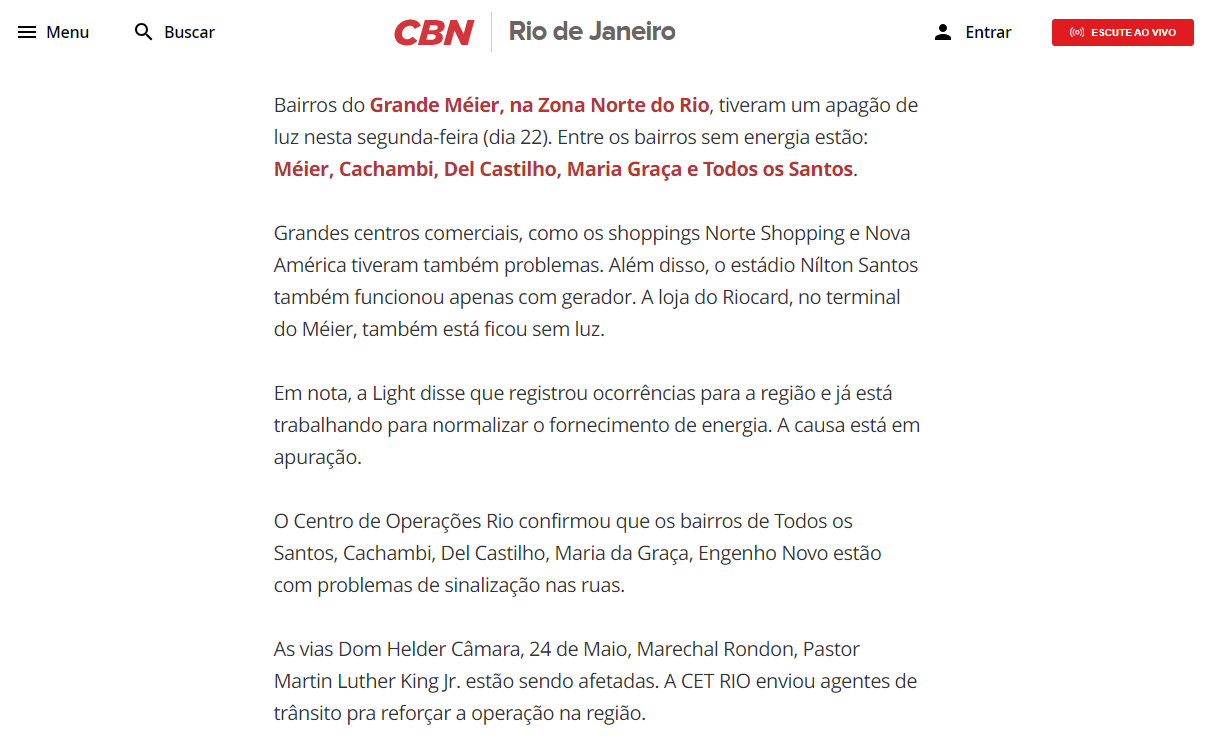 Menu
Buscar
CBN
Rio de Janeiro
Entrar
ESCUTE AO VIVO
Bairros do Grande Méier, na Zona Norte do Rio, tiveram um apagão de
luz nesta segunda-feira (dia 22). Entre os bairros sem energia estão:
Méier, Cachambi, Del Castilho, Maria Graça e Todos os Santos.
Grandes centros comerciais, como os shoppings Norte Shopping e Nova
América tiveram também problemas. Além disso, o estádio Nílton Santos
também funcionou apenas com gerador. A loja do Riocard, no terminal
do Méier, também está ficou sem luz.
Em nota, a Light disse que registrou ocorrências para a região e já está
trabalhando para normalizar o fornecimento de energia. A causa está em
apuração.
O Centro de Operações Rio confirmou que os bairros de Todos os
Santos, Cachambi, Del Castilho, Maria da Graça, Engenho Novo estão
com problemas de sinalização nas ruas.
As vias Dom Helder Câmara, 24 de Maio, Marechal Rondon, Pastor
Martin Luther King Jr. estão sendo afetadas. A CET RIO enviou agentes de
trânsito pra reforçar a operação na região.